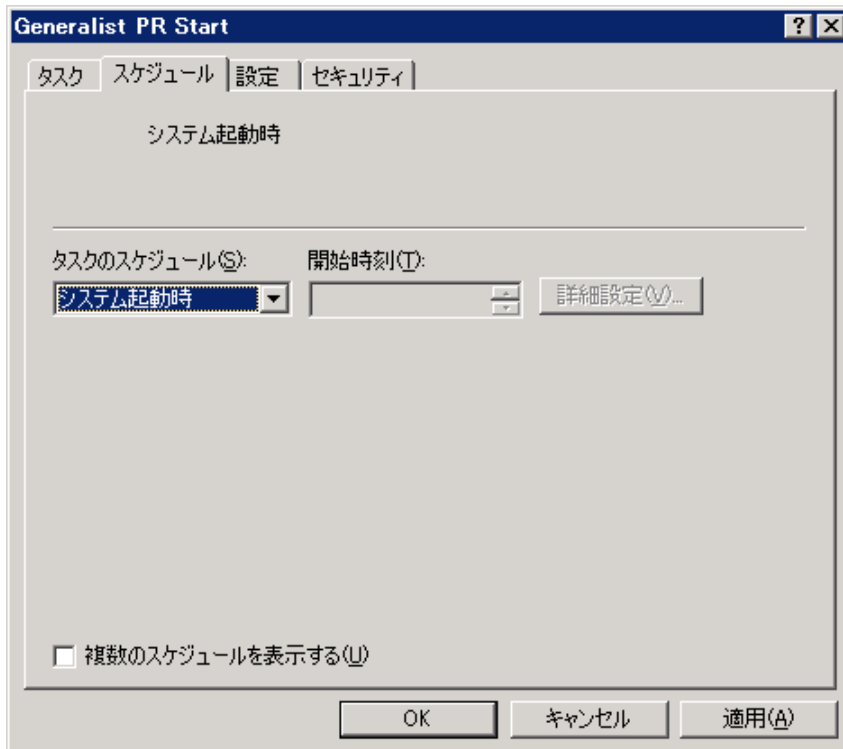 Generalist PR Start
タスク スケジュール 設定 セキュリティ
システム起動時
タスクのスケジュール(S): 開始時刻(T):
システム起動時 詳細設定(V)...
複数のスケジュールを表示する(U)
OK キャンセル 適用(A)